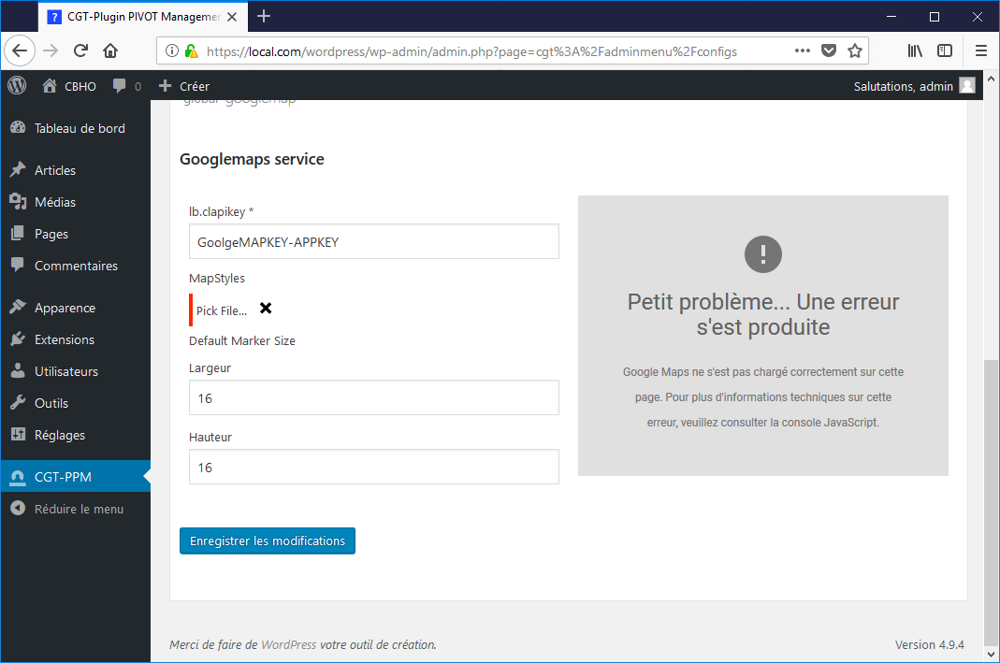 CGT-Plugin PIVOT Managemen
https://local.com/wordpress/wp-admin/admin.php?page=cgt%3A%2Fadminmenu%2Fconfigs
CBHO 0 Créer
Salutations, admin
Tableau de bord
Articles
Médias
Pages
Commentaires
Apparence
Extensions
Utilisateurs
Outils
Réglages
CGT-PPM
Réduire le menu
global-googlemap
Googlemaps service
lb.clapikey *
GoolgeMAPKEY-APPKEY
MapStyles
Pick File...
Default Marker Size
Largeur
16
Hauteur
16
Petit problème... Une erreur
s'est produite
Google Maps ne s'est pas chargé correctement sur cette
page. Pour plus d'informations techniques sur cette
erreur, veuillez consulter la console JavaScript.
Enregistrer les modifications
Merci de faire de WordPress votre outil de création.
Version 4.9.4